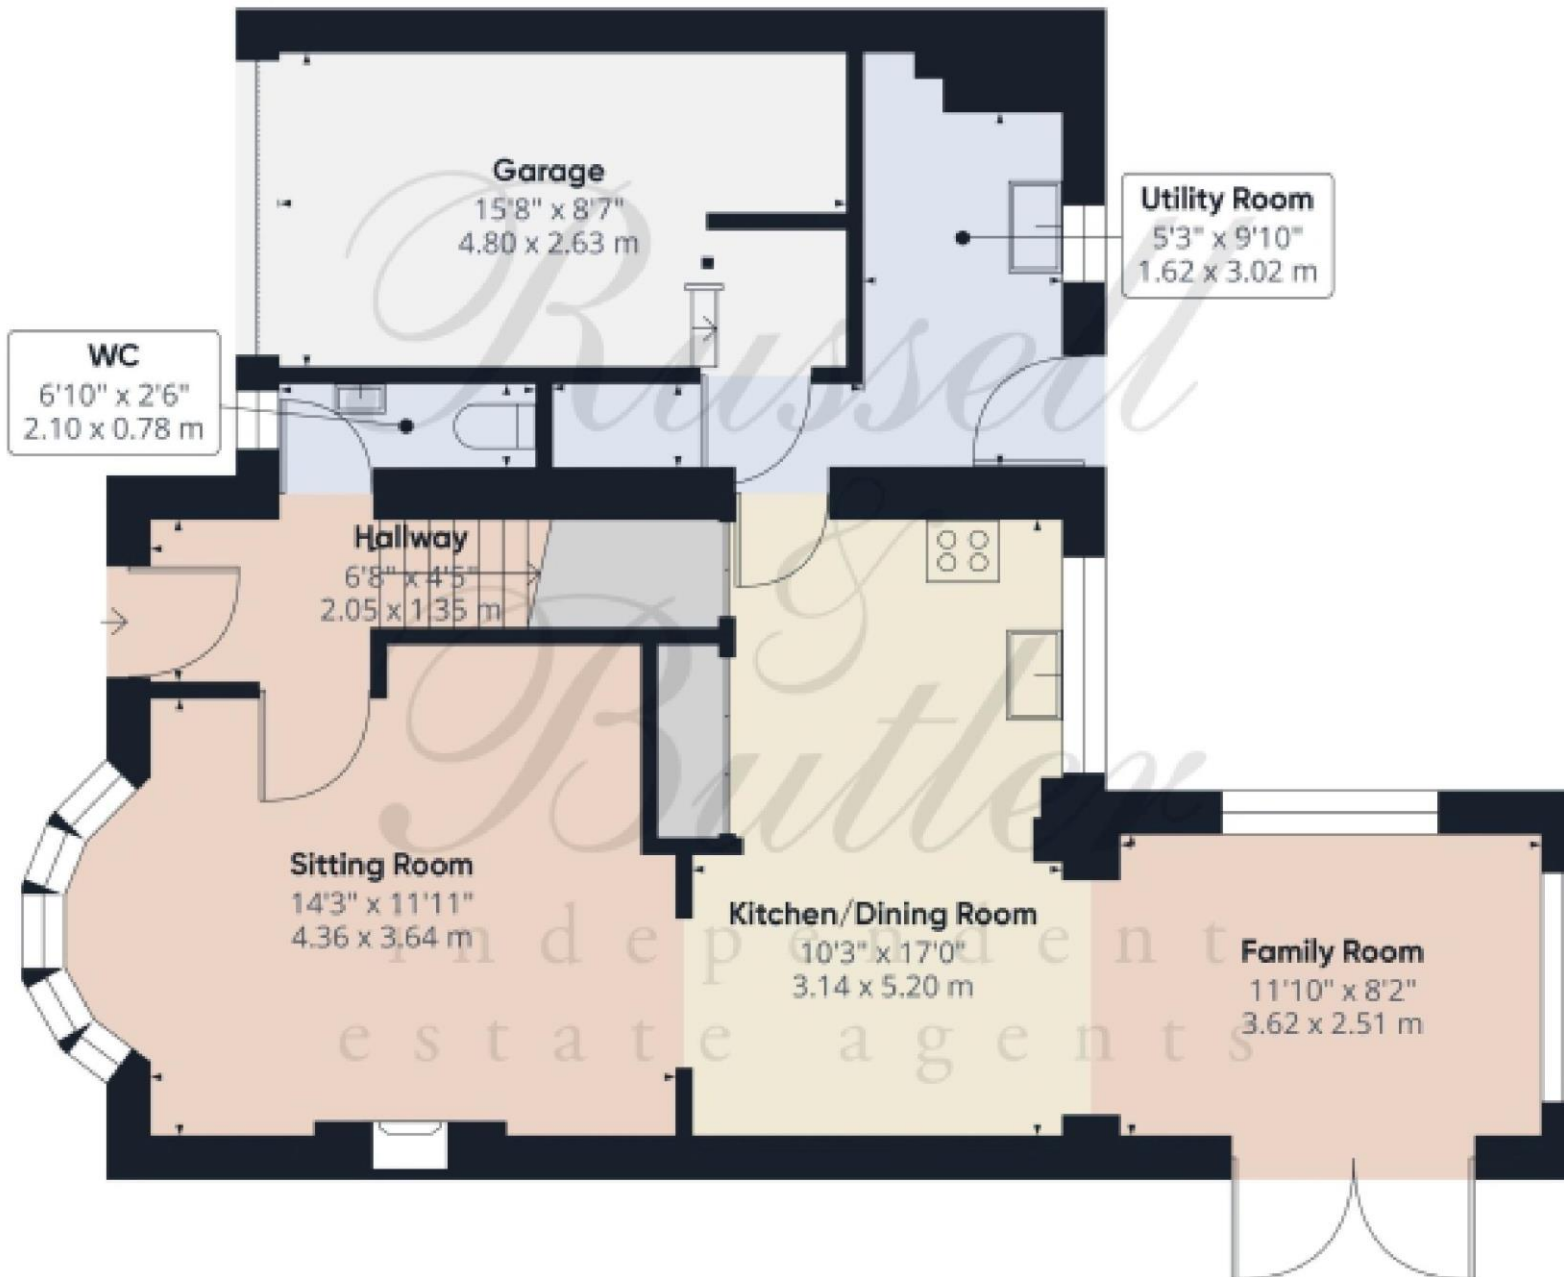 Garage
15'8" x 8'7"
4.80 x 2.63 m
Utility Room
5'3" x 9'10"
1.62 x 3.02 m
WC
6'10" x 2'6"
2.10 x 0.78 m
Hallway
6'8" x 4'5"
2.05 x 1.35 m
Sitting Room
14'3" x 11'11"
4.36 x 3.64 m
Kitchen/Dining Room
10'3" x 17'0"
3.14 x 5.20 m
Family Room
11'10" x 8'2"
3.62 x 2.51 m
Russell
&
Butler
independent
estate agents